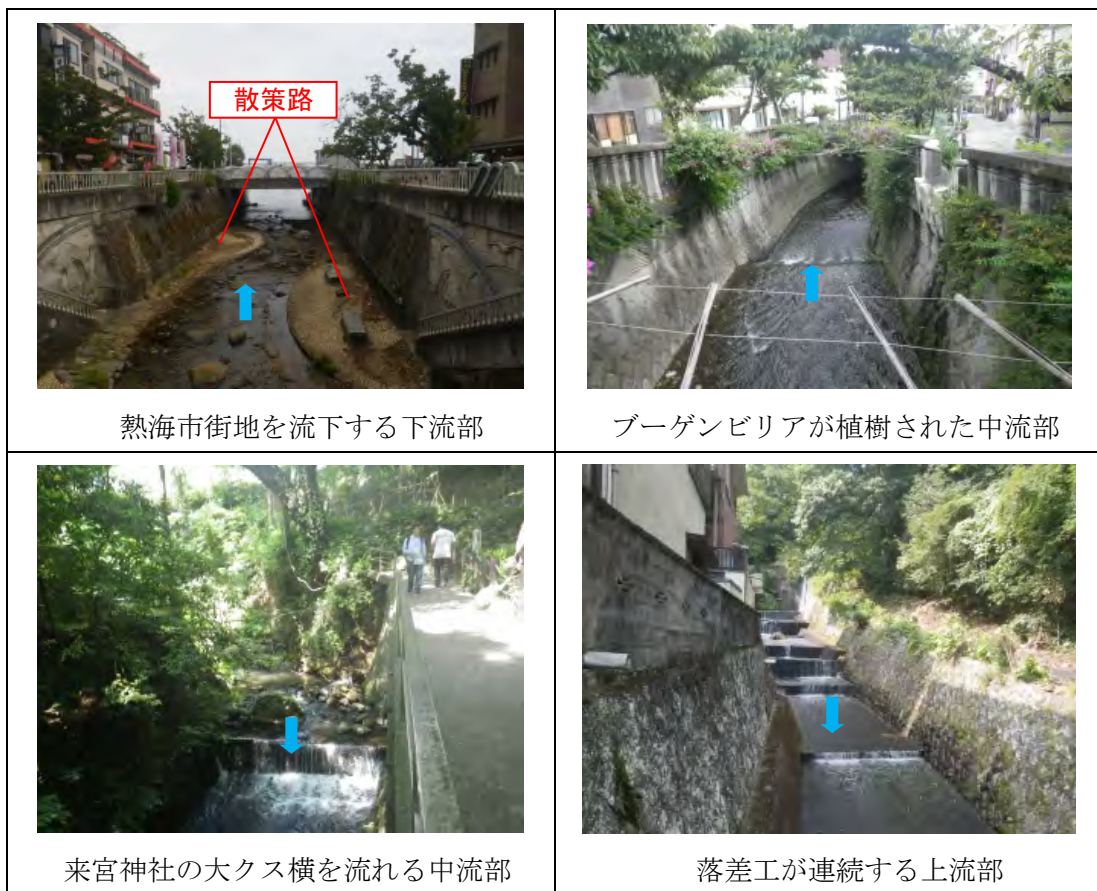 散策路
熱海市街地を流下する下流部
ブーゲンビリアが植樹された中流部
来宮神社の大クス横を流れる中流部
落差工が連続する上流部